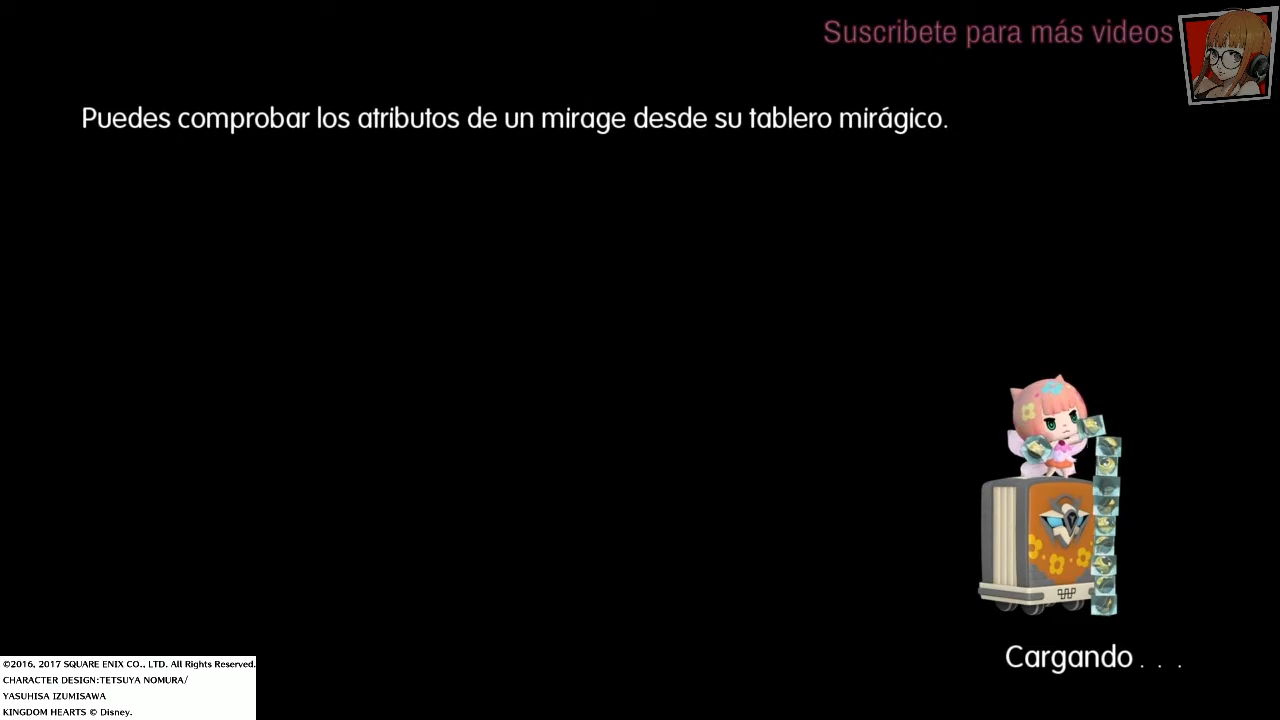 Suscribete para más videos
Puedes comprobar los atributos de un mirage desde su tablero mirágico.
Cargando . . .
©2016, 2017 SQUARE ENIX CO., LTD. All Rights Reserved.
CHARACTER DESIGN:TETSUYA NOMURA/
YASUHISA IZUMISAWA
KINGDOM HEARTS © Disney.